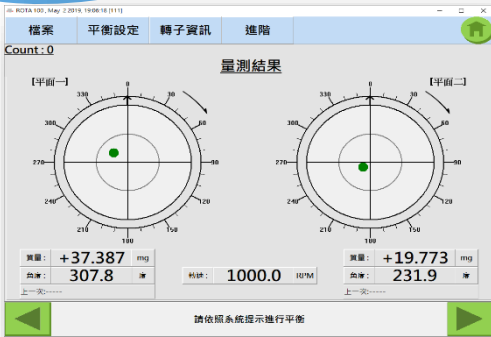 ROTA 100 , May 2 2019, 19:06:18 [111]
檔案 平衡設定 轉子資訊 進階
Count : 0
量測結果
【平面一】 【平面二】
0 30 60 90 120 150 180 210 240 270 300 330
0 30 60 90 120 150 180 210 240 270 300 330
質量: +37.387 mg
角度: 307.8 度
上一次:-----
轉速: 1000.0 RPM
質量: +19.773 mg
角度: 231.9 度
上一次:-----
請依照系統提示進行平衡